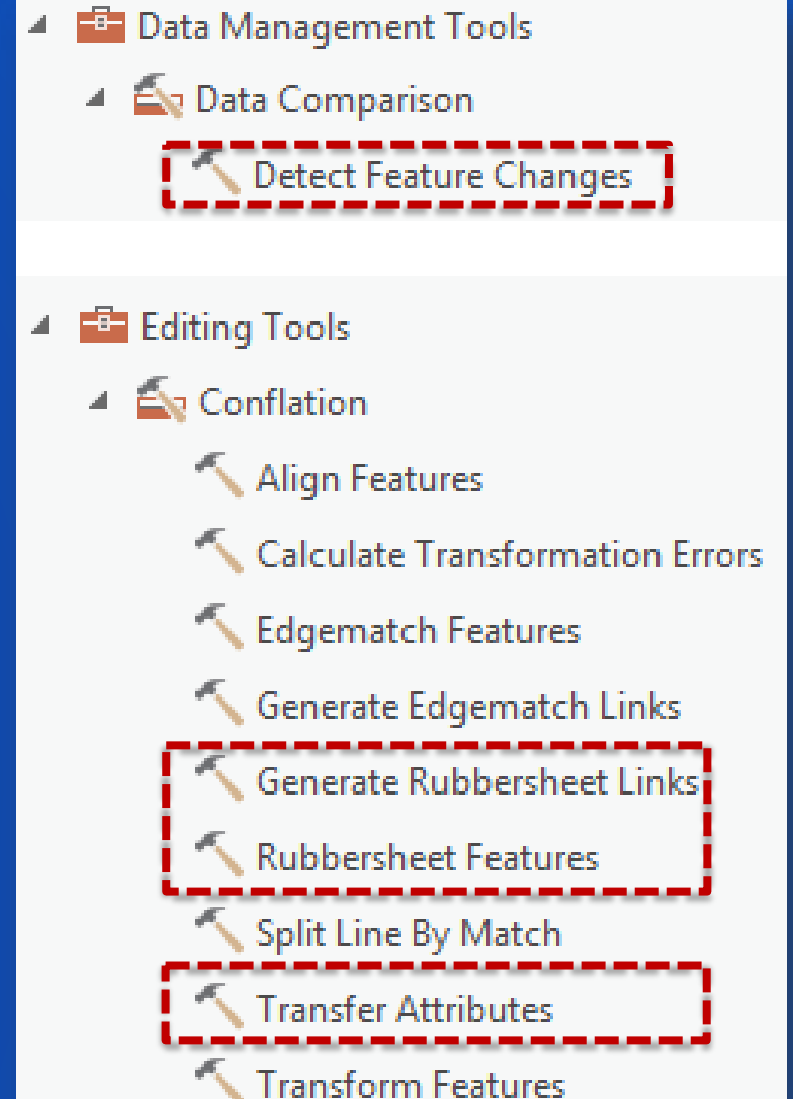 Data Management Tools
Data Comparison
Detect Feature Changes
Editing Tools
Conflation
Align Features
Calculate Transformation Errors
Edgematch Features
Generate Edgematch Links
Generate Rubbersheet Links
Rubbersheet Features
Split Line By Match
Transfer Attributes
Transform Features